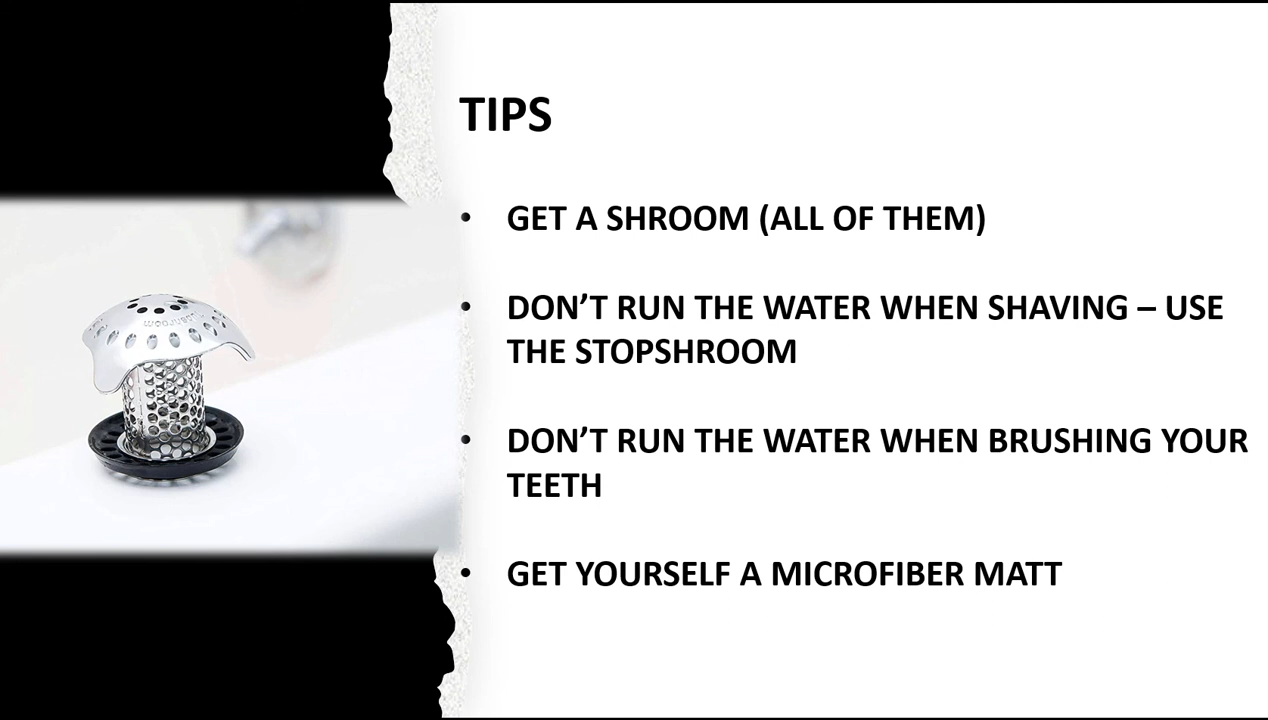 TIPS
• GET A SHROOM (ALL OF THEM)
• DON’T RUN THE WATER WHEN SHAVING – USE
THE STOPSHROOM
• DON’T RUN THE WATER WHEN BRUSHING YOUR
TEETH
• GET YOURSELF A MICROFIBER MATT